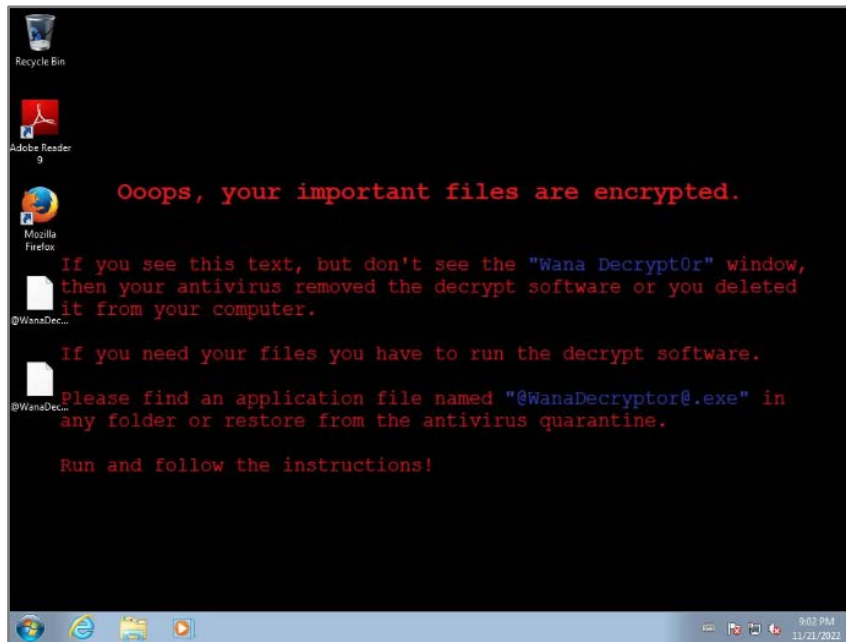 Recycle Bin
Adobe Reader
9
Mozilla
Firefox
@WanaDec...
@WanaDec...
Ooops, your important files are encrypted.
If you see this text, but don't see the "Wana Decrypt0r" window,
then your antivirus removed the decrypt software or you deleted
it from your computer.
If you need your files you have to run the decrypt software.
Please find an application file named "@WanaDecryptor@.exe" in
any folder or restore from the antivirus quarantine.
Run and follow the instructions!
9:02 PM
11/21/2022